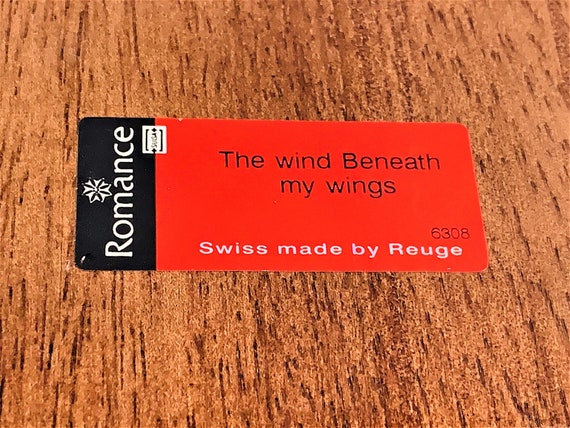 Romance
The wind Beneath
my wings
6308
Swiss made by Reuge